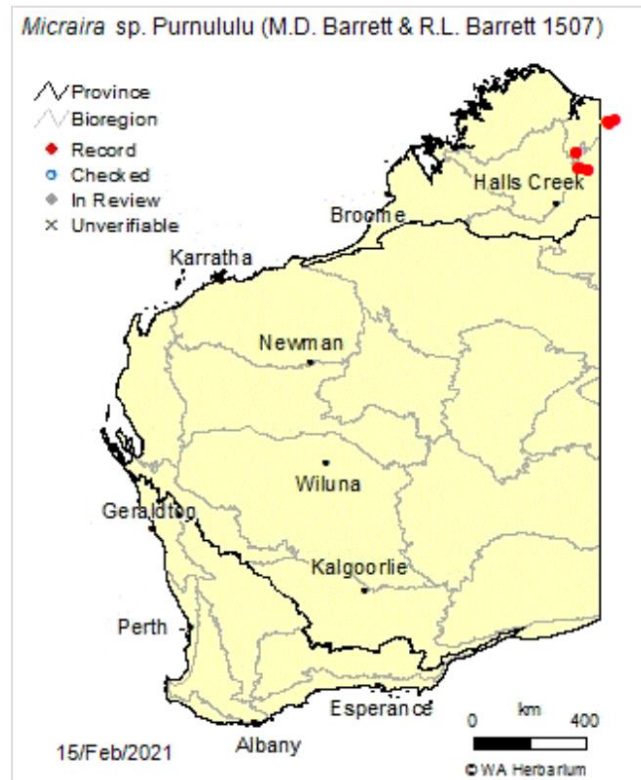 Micraira sp. Purnululu (M.D. Barrett & R.L. Barrett 1507)
Province
Bioregion
Record
Checked
In Review
Unverifiable
Halls Creek
Broome
Karratha
Newman
Wiluna
Geraldton
Kalgoorlie
Perth
Esperance
Albany
0 km 400
15/Feb/2021
© WA Herbarium